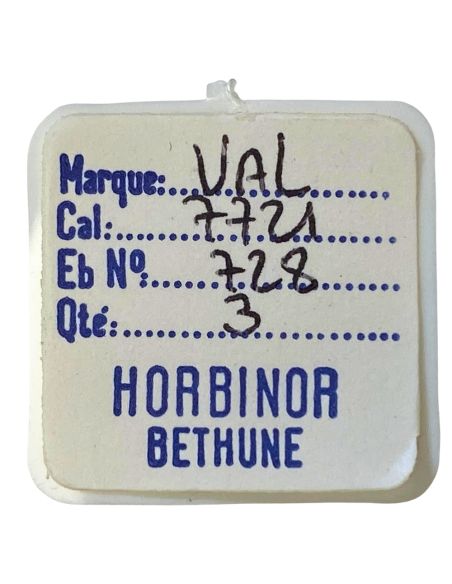 Marque: VAL
Cal: 7721
Eb Nº: 728
Qté: 3
HORBINOR
BETHUNE